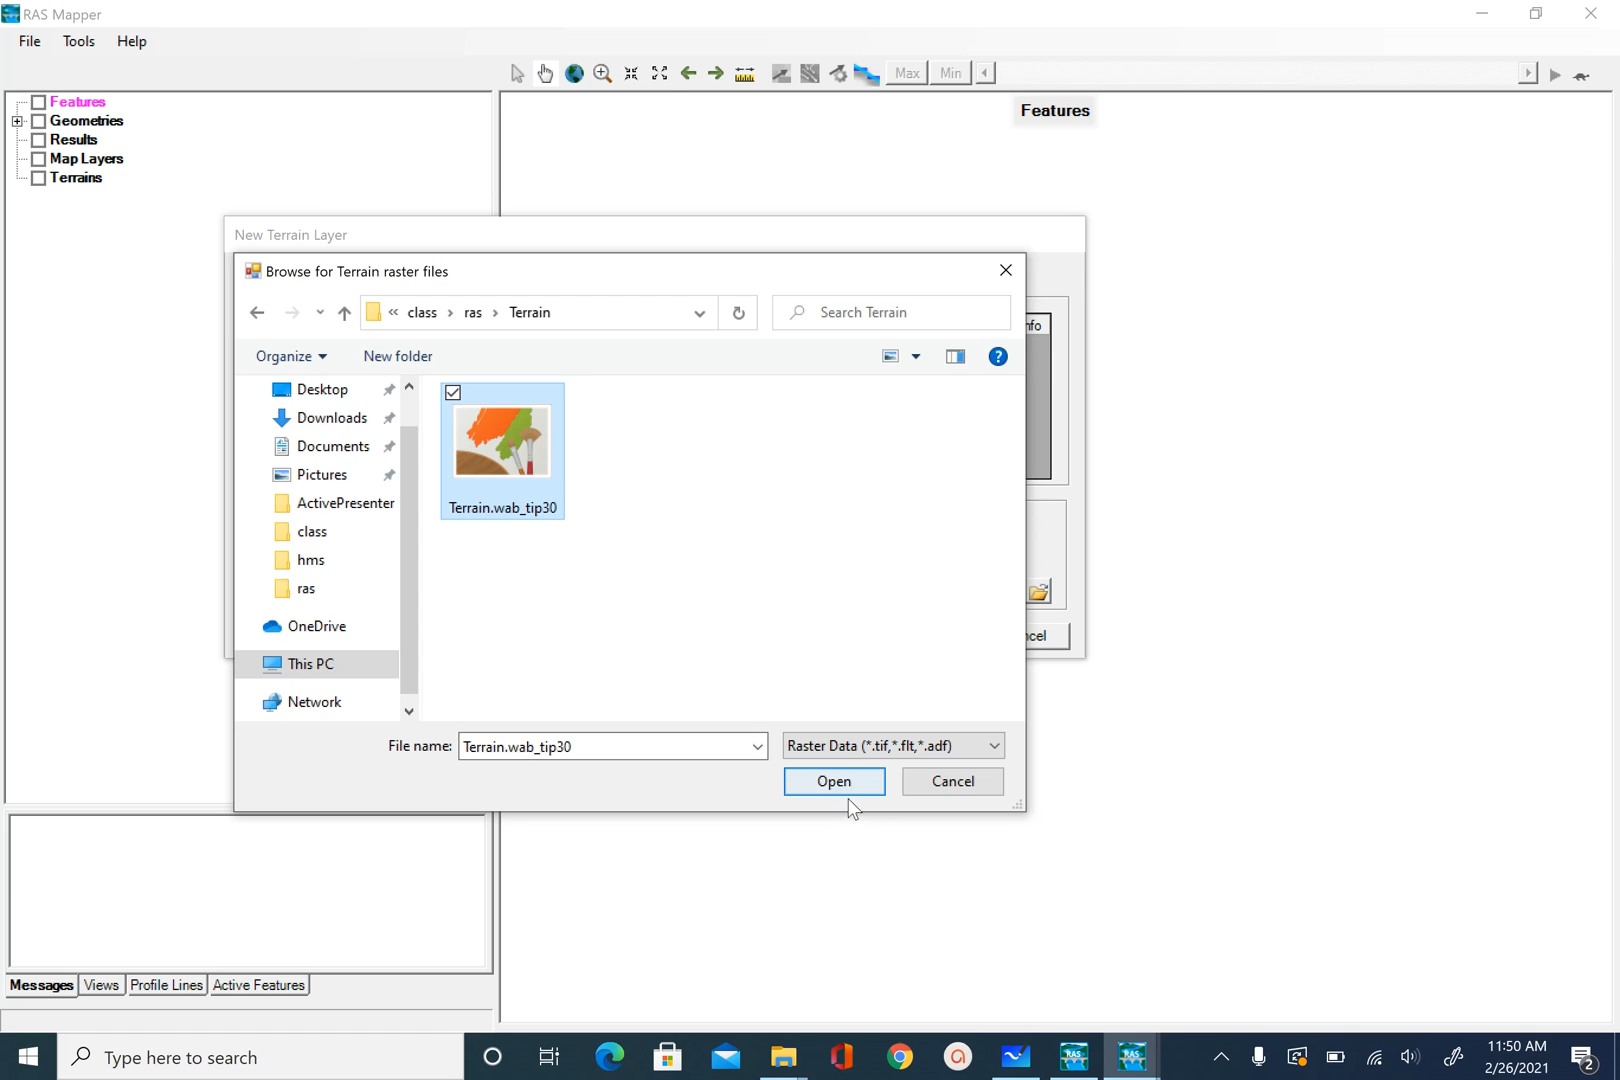 RAS Mapper
File Tools Help
Max Min
Features
Geometries
Results
Map Layers
Terrains
Features
New Terrain Layer
Browse for Terrain raster files
« class › ras › Terrain
Search Terrain
Organize New folder
Desktop
Downloads
Documents
Pictures
ActivePresenter
class
hms
ras
OneDrive
This PC
Network
Terrain.wab_tip30
File name: Terrain.wab_tip30 Raster Data (*.tif,*.flt,*.adf)
Open Cancel
Messages Views Profile Lines Active Features
Type here to search
RAS
RAS
11:50 AM
2/26/2021
2